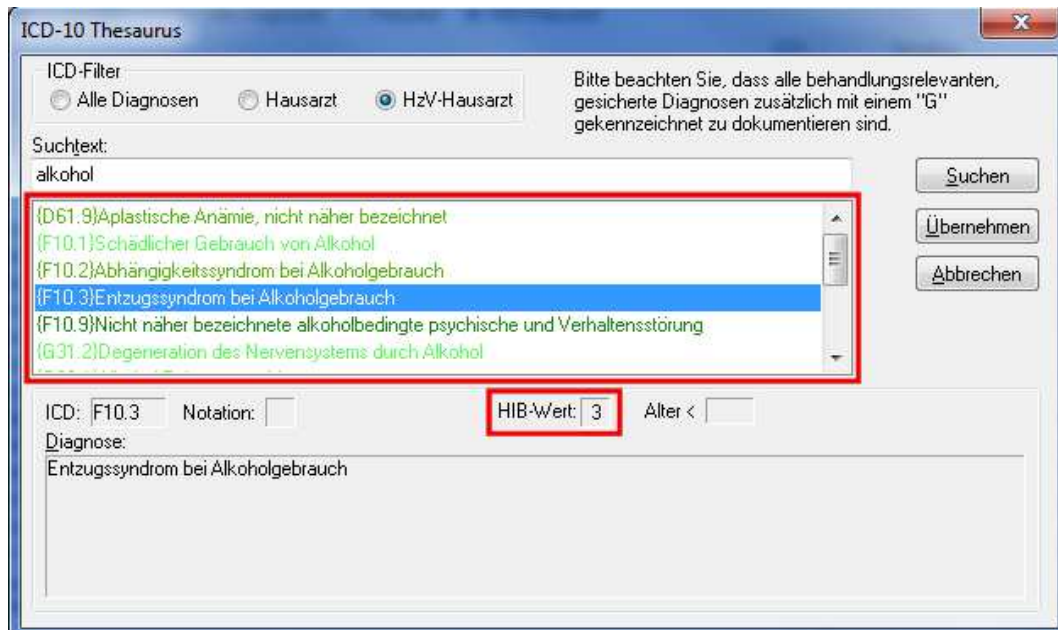 ICD-10 Thesaurus
ICD-Filter
Alle Diagnosen
Hausarzt
HzV-Hausarzt
Bitte beachten Sie, dass alle behandlungsrelevanten,
gesicherte Diagnosen zusätzlich mit einem "G"
gekennzeichnet zu dokumentieren sind.
Suchtext:
alkohol
Suchen
{D61.9}Aplastische Anämie, nicht näher bezeichnet
{F10.1}Schädlicher Gebrauch von Alkohol
{F10.2}Abhängigkeitssyndrom bei Alkoholgebrauch
{F10.3}Entzugssyndrom bei Alkoholgebrauch
{F10.9}Nicht näher bezeichnete alkoholbedingte psychische und Verhaltensstörung
{G31.2}Degeneration des Nervensystems durch Alkohol
Übernehmen
Abbrechen
ICD: F10.3 Notation: HIB-Wert: 3 Alter <
Diagnose:
Entzugssyndrom bei Alkoholgebrauch